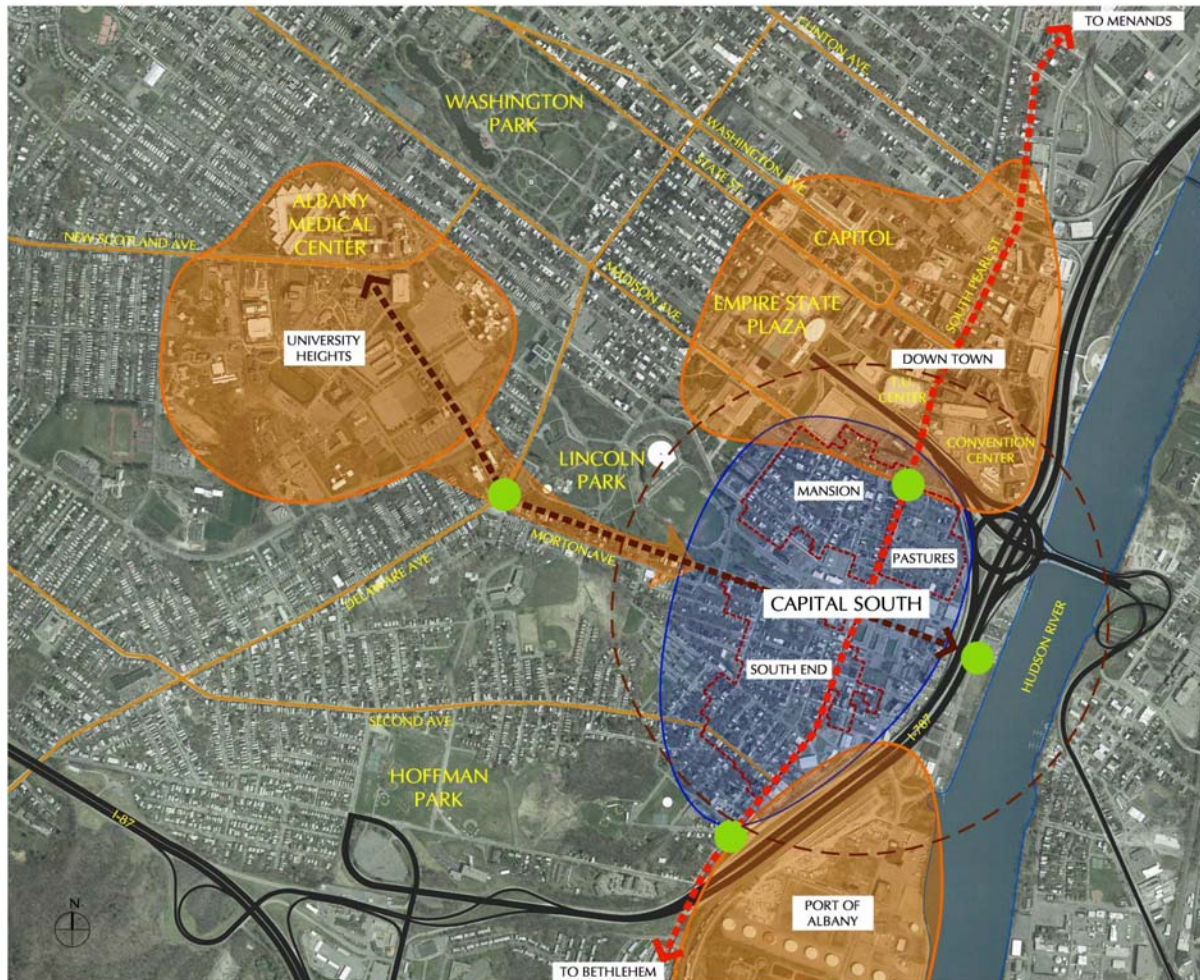 TO MENANDS
CLINTON AVE.
WASHINGTON
PARK
WASHINGTON AVE.
STATE ST.
ALBANY
MEDICAL
CENTER
NEW SCOTLAND AVE.
CAPITOL
SOUTH PEARL ST.
MADISON AVE.
EMPIRE STATE
PLAZA
UNIVERSITY
HEIGHTS
DOWN TOWN
T.U.
CENTER
CONVENTION
CENTER
LINCOLN
PARK
MANSION
MORTON AVE.
PASTURES
DELAWARE AVE.
CAPITAL SOUTH
HUDSON RIVER
SOUTH END
SECOND AVE.
I-787
HOFFMAN
PARK
I-87
N
PORT OF
ALBANY
TO BETHLEHEM